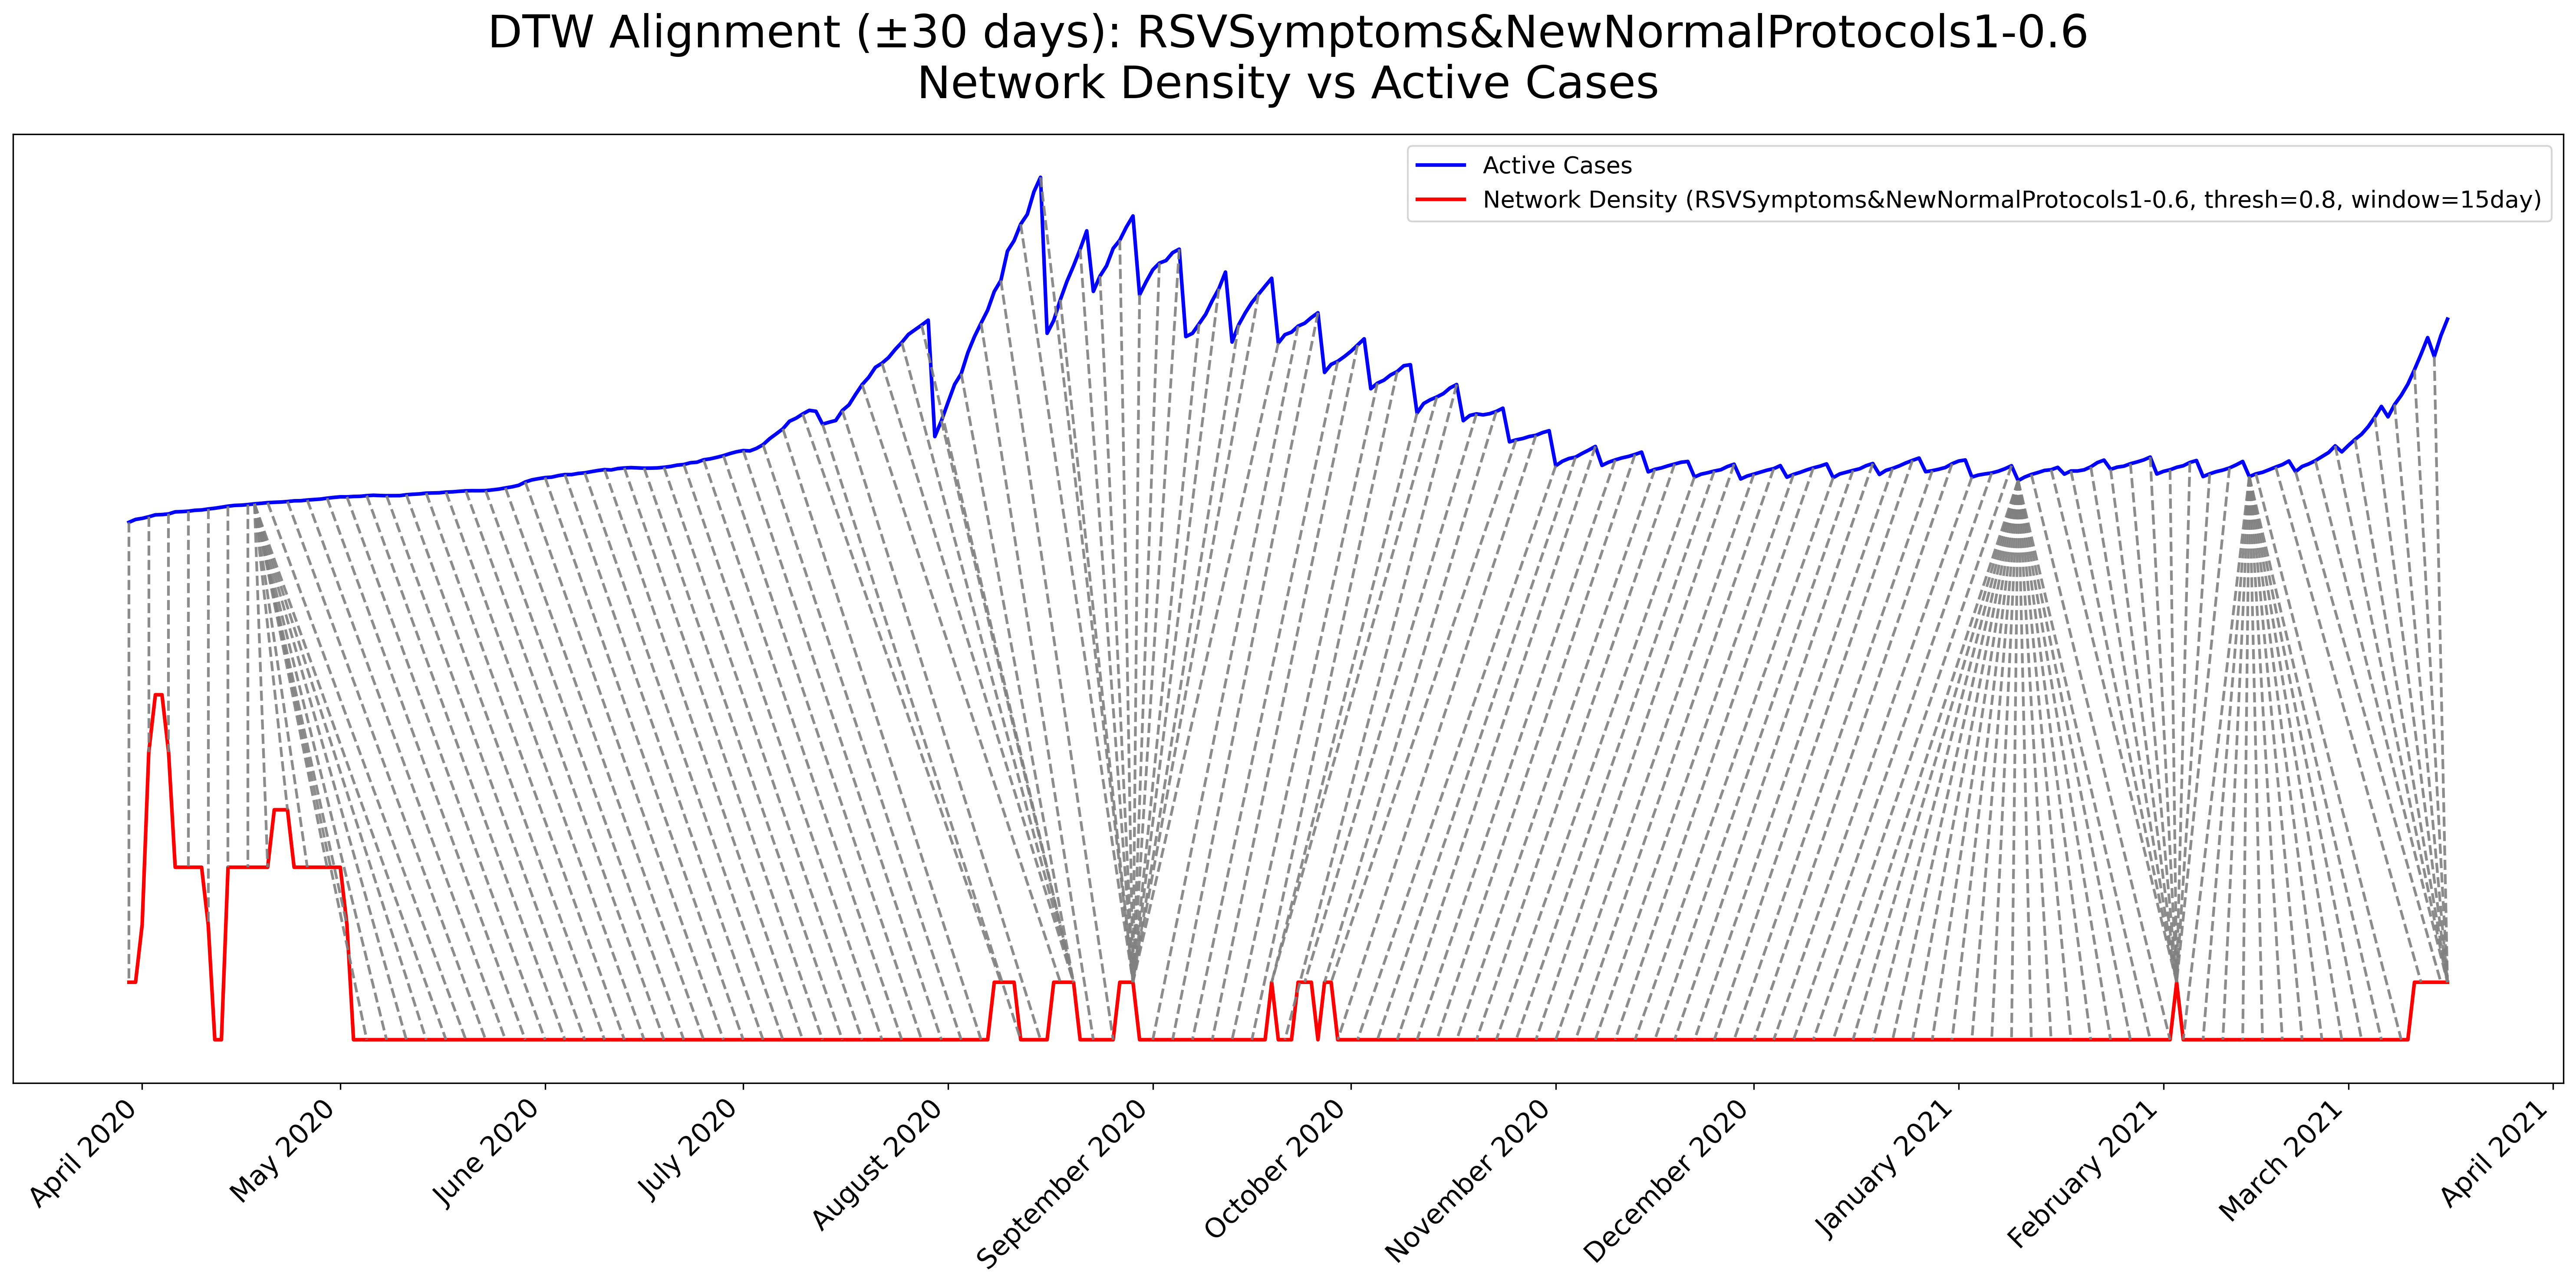 DTW Alignment (±30 days): RSVSymptoms&NewNormalProtocols1-0.6
Network Density vs Active Cases
Active Cases
Network Density (RSVSymptoms&NewNormalProtocols1-0.6, thresh=0.8, window=15day)
April 2020
May 2020
June 2020
July 2020
August 2020
September 2020
October 2020
November 2020
December 2020
January 2021
February 2021
March 2021
April 2021